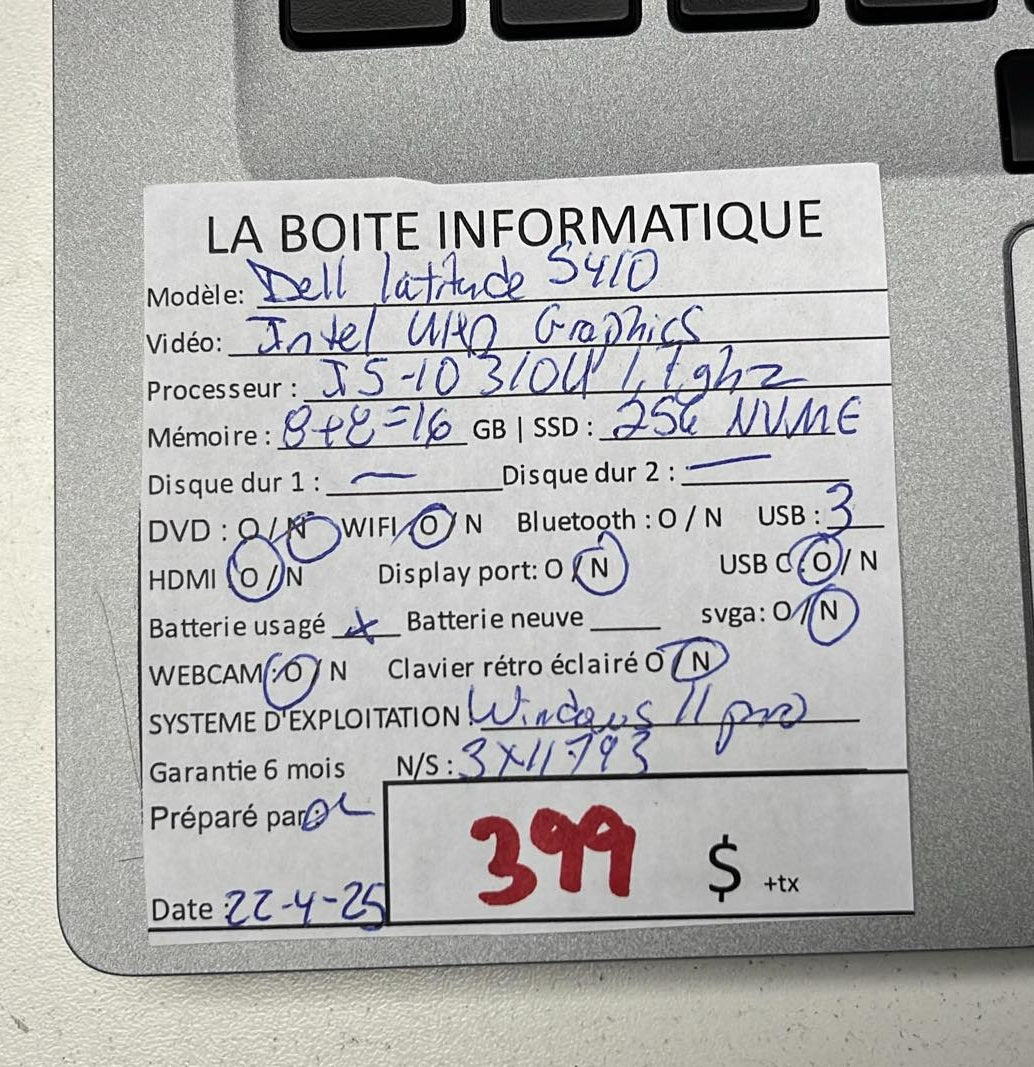 LA BOITE INFORMATIQUE
Modèle: Dell latitude 5410
Vidéo: Intel UHD Graphics
Processeur : I5-10310U 1,7ghz
Mémoire : 8+8=16 GB | SSD : 256 NVME
Disque dur 1 : — Disque dur 2 : —
DVD : O / N WIFI O / N Bluetooth : O / N USB : 3
HDMI : O / N Display port: O / N USB C : O / N
Batterie usagé x Batterie neuve ____ svga: O / N
WEBCAM : O / N Clavier rétro éclairé O / N
SYSTEME D'EXPLOITATION : Windows 11 pro
Garantie 6 mois N/S : 3X11793
Préparé par:
399 $ +tx
Date : 22-4-25